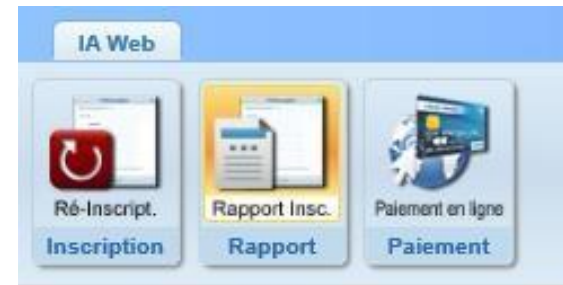 IA Web
Ré-Inscript.
Rapport Insc.
Paiement en ligne
Inscription
Rapport
Paiement